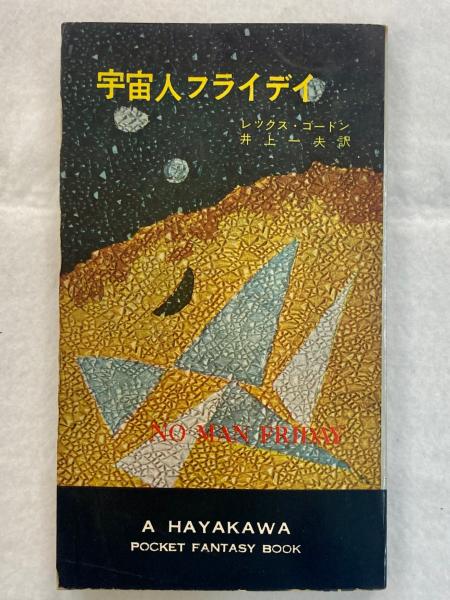 宇宙人フライデイ
レックス・ゴードン
井上一夫訳
NO MAN FRIDAY
A HAYAKAWA
POCKET FANTASY BOOK